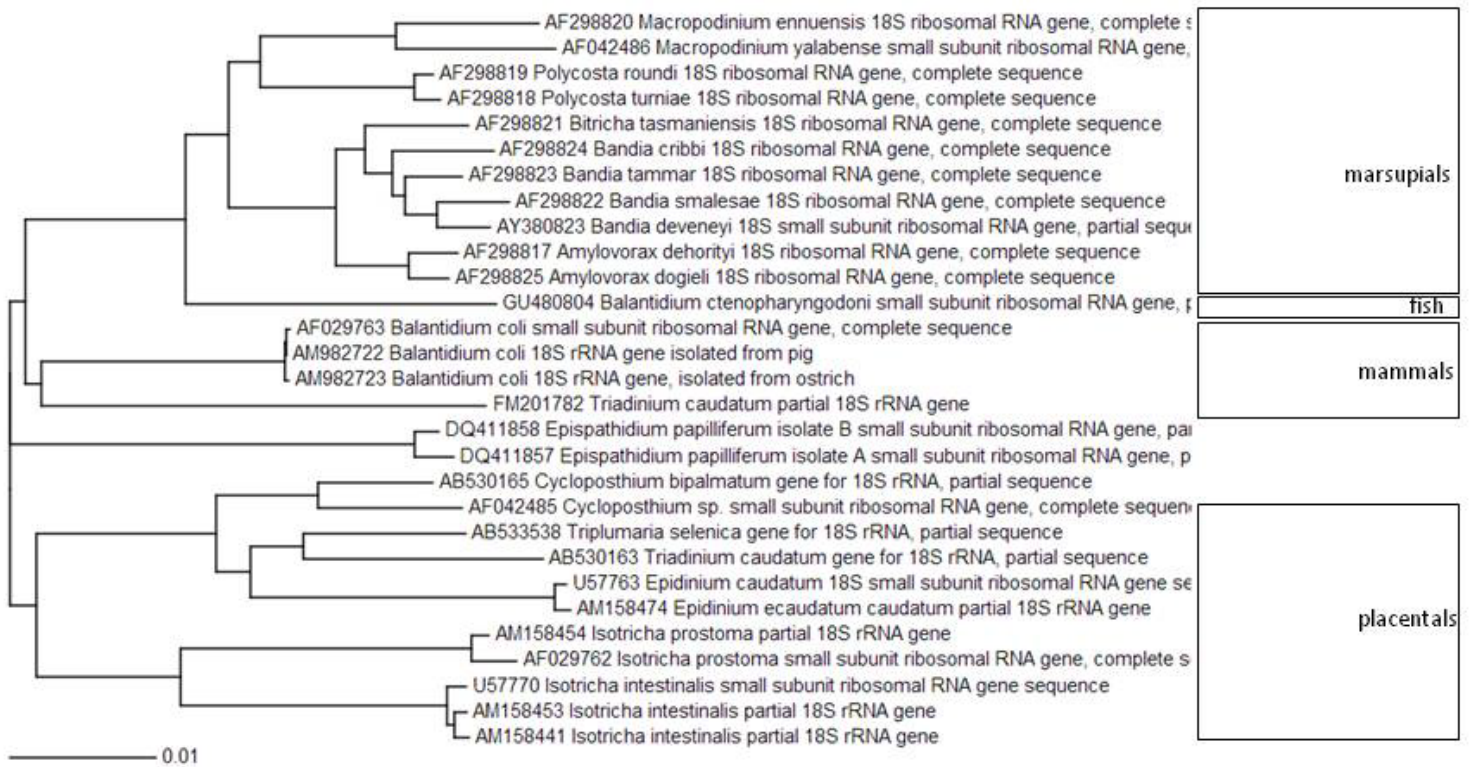 AF298820 Macropodinium ennuensis 18S ribosomal RNA gene, complete s
AF042486 Macropodinium yalabense small subunit ribosomal RNA gene,
AF298819 Polycosta roundi 18S ribosomal RNA gene, complete sequence
AF298818 Polycosta turniae 18S ribosomal RNA gene, complete sequence
AF298821 Bitricha tasmaniensis 18S ribosomal RNA gene, complete sequence
AF298824 Bandia cribbi 18S ribosomal RNA gene, complete sequence
AF298823 Bandia tammar 18S ribosomal RNA gene, complete sequence
marsupials
AF298822 Bandia smalesae 18S ribosomal RNA gene, complete sequence
AY380823 Bandia deveneyi 18S small subunit ribosomal RNA gene, partial seque
AF298817 Amylovorax dehorityi 18S ribosomal RNA gene, complete sequence
AF298825 Amylovorax dogieli 18S ribosomal RNA gene, complete sequence
GU480804 Balantidium ctenopharyngodoni small subunit ribosomal RNA gene, p
fish
AF029763 Balantidium coli small subunit ribosomal RNA gene, complete sequence
AM982722 Balantidium coli 18S rRNA gene isolated from pig
mammals
AM982723 Balantidium coli 18S rRNA gene, isolated from ostrich
FM201782 Triadinium caudatum partial 18S rRNA gene
DQ411858 Epispathidium papilliferum isolate B small subunit ribosomal RNA gene, par
DQ411857 Epispathidium papilliferum isolate A small subunit ribosomal RNA gene, p
AB530165 Cycloposthium bipalmatum gene for 18S rRNA, partial sequence
AF042485 Cycloposthium sp. small subunit ribosomal RNA gene, complete sequen
AB533538 Triplumaria selenica gene for 18S rRNA, partial sequence
AB530163 Triadinium caudatum gene for 18S rRNA, partial sequence
U57763 Epidinium caudatum 18S small subunit ribosomal RNA gene se
AM158474 Epidinium ecaudatum caudatum partial 18S rRNA gene
placentals
AM158454 Isotricha prostoma partial 18S rRNA gene
AF029762 Isotricha prostoma small subunit ribosomal RNA gene, complete s
U57770 Isotricha intestinalis small subunit ribosomal RNA gene sequence
AM158453 Isotricha intestinalis partial 18S rRNA gene
AM158441 Isotricha intestinalis partial 18S rRNA gene
0.01